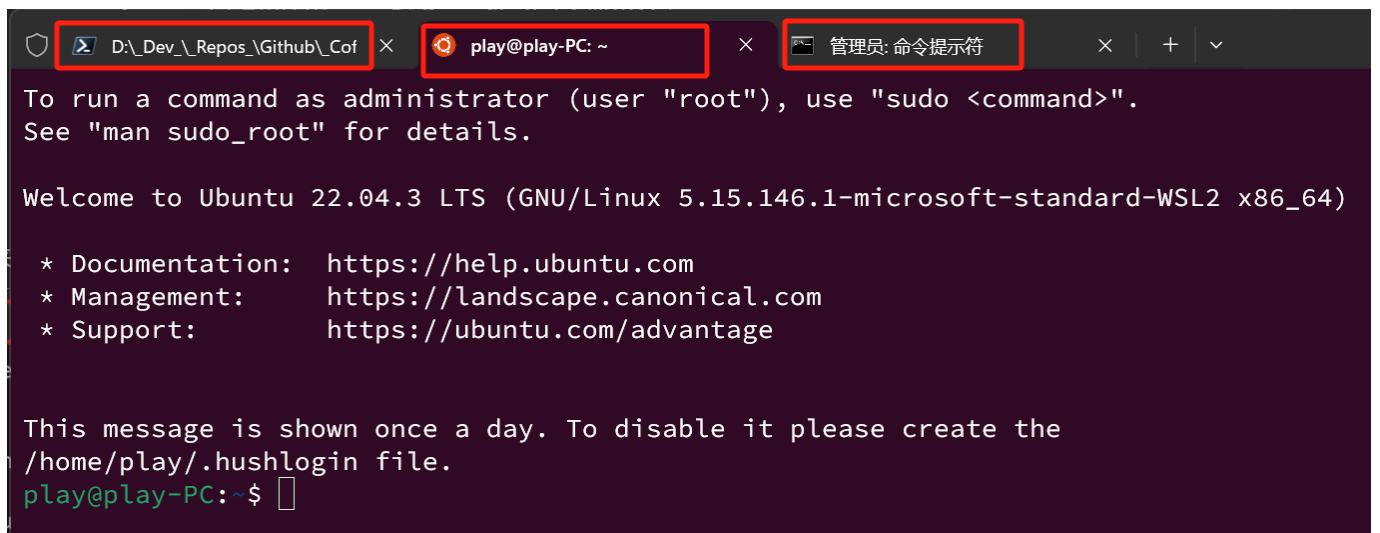 D:\_Dev_\_Repos_\Github\_Cof
play@play-PC: ~
管理员: 命令提示符
To run a command as administrator (user "root"), use "sudo <command>".
See "man sudo_root" for details.
Welcome to Ubuntu 22.04.3 LTS (GNU/Linux 5.15.146.1-microsoft-standard-WSL2 x86_64)
* Documentation: https://help.ubuntu.com
* Management: https://landscape.canonical.com
* Support: https://ubuntu.com/advantage
This message is shown once a day. To disable it please create the
/home/play/.hushlogin file.
play@play-PC:~$